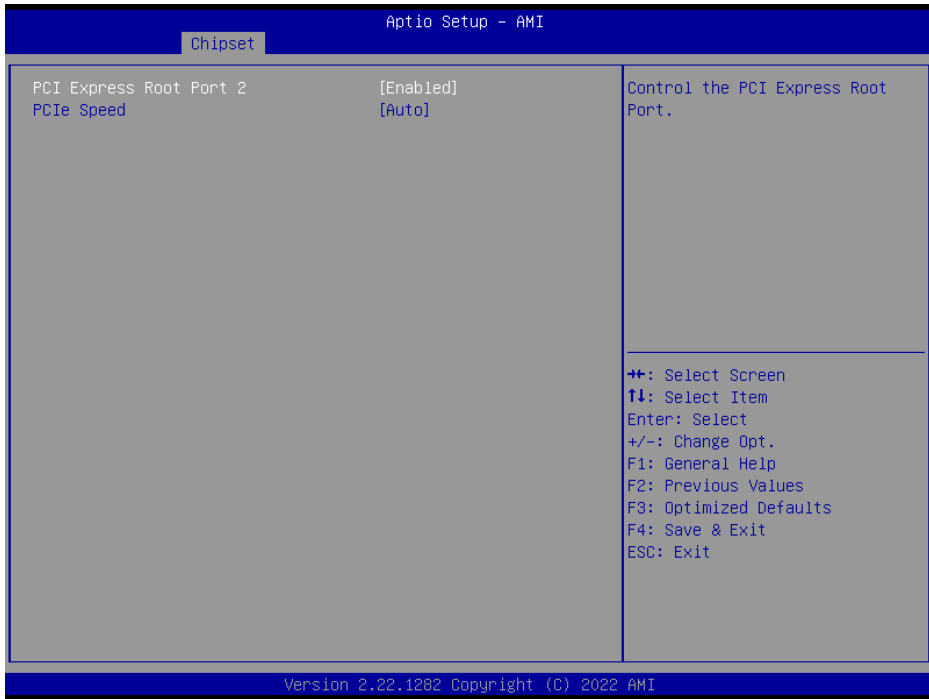 Aptio Setup – AMI
Chipset
PCI Express Root Port 2 [Enabled]
PCIe Speed [Auto]
Control the PCI Express Root
Port.
→←: Select Screen
↑↓: Select Item
Enter: Select
+/-: Change Opt.
F1: General Help
F2: Previous Values
F3: Optimized Defaults
F4: Save & Exit
ESC: Exit
Version 2.22.1282 Copyright (C) 2022 AMI